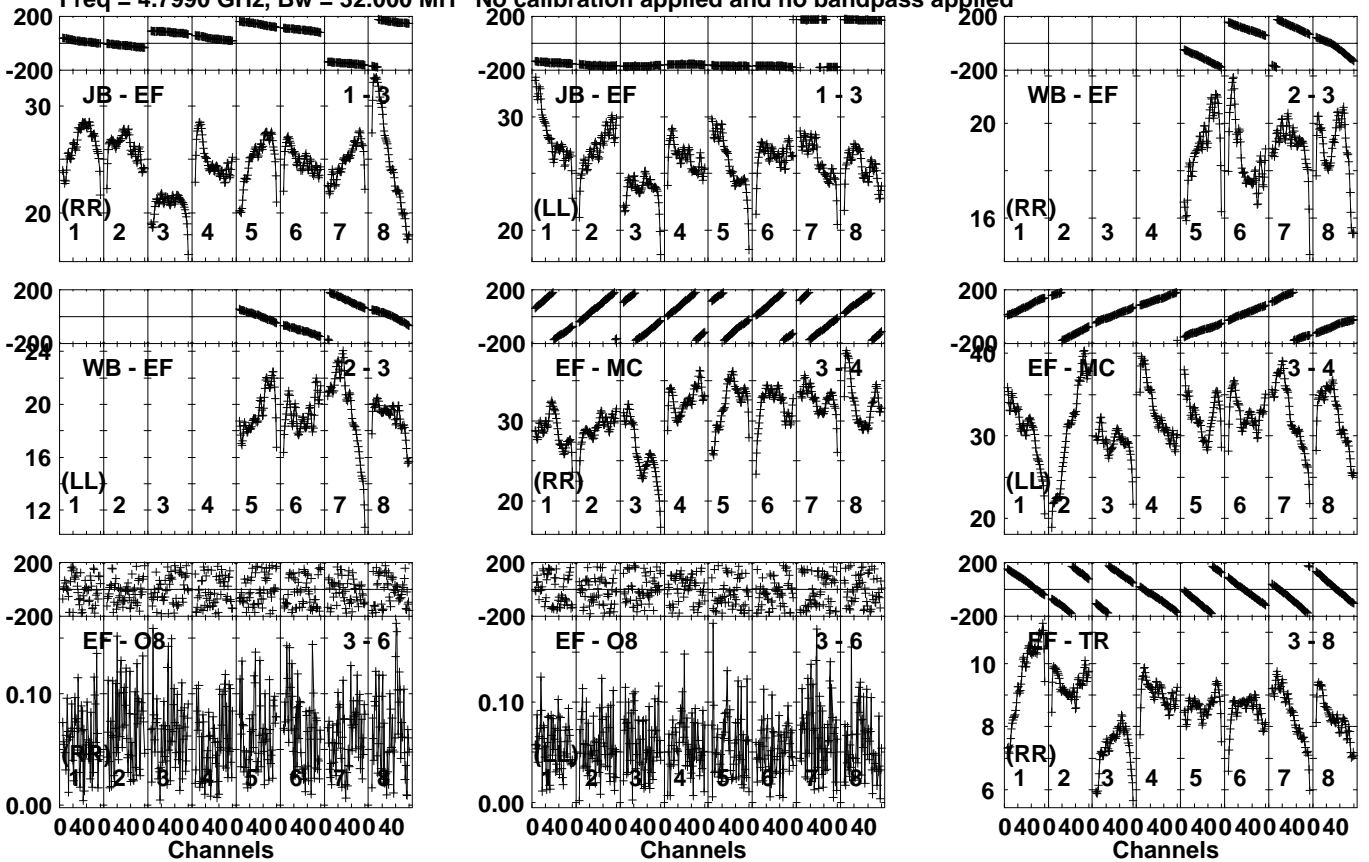 Freq = 4.7990 GHz, Bw = 32.000 MH No calibration applied and no bandpass applied
200 200 200
-200 -200 -200
JB - EF 1 - 3 JB - EF 1 - 3 WB - EF 2 - 3
30 30 20
20 20 16
(RR) (LL) (RR)
1 2 3 4 5 6 7 8 1 2 3 4 5 6 7 8 1 2 3 4 5 6 7 8
200 200 200
-200 -200 -200
24 40
WB - EF 2 - 3 EF - MC 3 - 4 EF - MC 3 - 4
20 30 30
16
(LL) (RR) (LL)
12 20 20
1 2 3 4 5 6 7 8 1 2 3 4 5 6 7 8 1 2 3 4 5 6 7 8
200 200 200
-200 -200 -200
EF - O8 3 - 6 EF - O8 3 - 6 EF - TR 3 - 8
0.10 0.10 10
8
(RR) (LL) (RR)
1 2 3 4 5 6 7 8 1 2 3 4 5 6 7 8 1 2 3 4 5 6 7 8
0.00 0.00 6
0 40 0 40 0 40 0 40 0 40 0 40 0 40 0 40 0 40 0 40 0 40 0 40 0 40 0 40 0 40 0 40 0 40 0 40 0 40 0 40 0 40 0 40 0 40 0 40
Channels Channels Channels